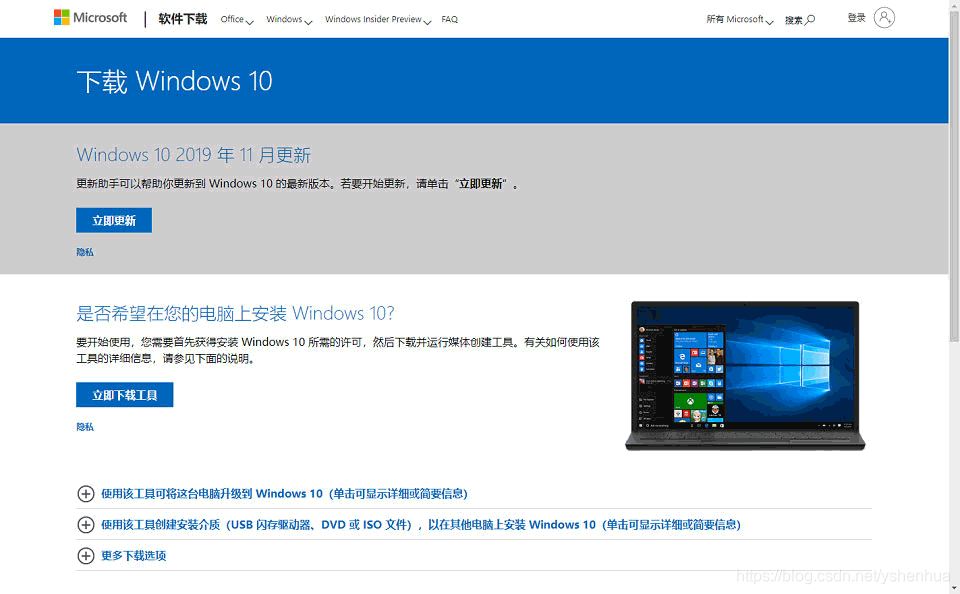 Microsoft 软件下载 Office Windows Windows Insider Preview FAQ 所有 Microsoft 搜索 登录
下载 Windows 10
Windows 10 2019 年 11 月更新
更新助手可以帮助你更新到 Windows 10 的最新版本。若要开始更新，请单击“立即更新”。
立即更新
隐私
是否希望在您的电脑上安装 Windows 10？
要开始使用，您需要首先获得安装 Windows 10 所需的许可，然后下载并运行媒体创建工具。有关如何使用该
工具的详细信息，请参见下面的说明。
立即下载工具
隐私
使用该工具可将这台电脑升级到 Windows 10（单击可显示详细或简要信息）
使用该工具创建安装介质（USB 闪存驱动器、DVD 或 ISO 文件），以在其他电脑上安装 Windows 10（单击可显示详细或简要信息）
更多下载选项
https://blog.csdn.net/yshenhua